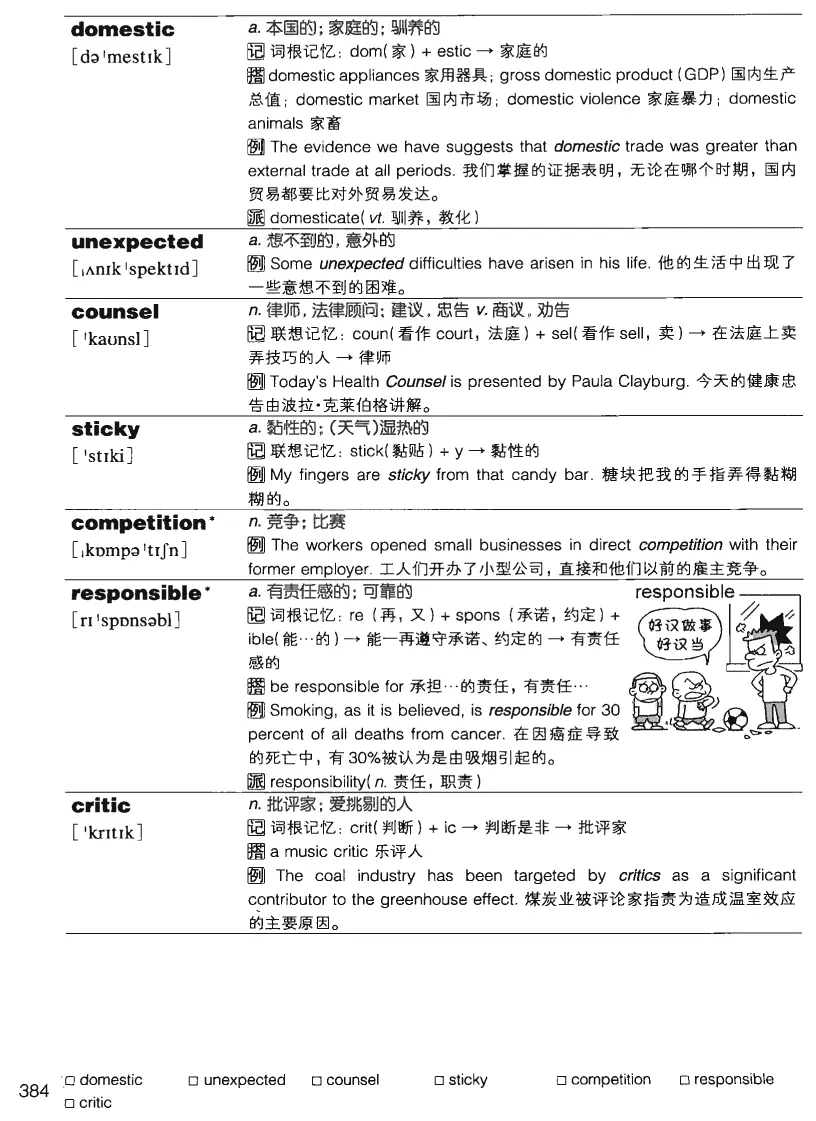 domestic a. 本国的; 家庭的; 驯养的
[də'mestɪk] 记 词根记忆: dom(家) + estic → 家庭的
搭 domestic appliances 家用器具; gross domestic product (GDP) 国内生产
总值; domestic market 国内市场; domestic violence 家庭暴力; domestic
animals 家畜
例 The evidence we have suggests that domestic trade was greater than
external trade at all periods. 我们掌握的证据表明, 无论在哪个时期, 国内
贸易都要比对外贸易发达。
派 domesticate(vt. 驯养, 教化)
unexpected a. 想不到的, 意外的
[ˌʌnɪk'spektɪd] 例 Some unexpected difficulties have arisen in his life. 他的生活中出现了
一些意想不到的困难。
counsel n. 律师, 法律顾问; 建议, 忠告 v. 商议, 劝告
['kaʊnsl] 记 联想记忆: coun(看作 court, 法庭) + sel(看作 sell, 卖) → 在法庭上卖
弄技巧的人 → 律师
例 Today's Health Counsel is presented by Paula Clayburg. 今天的健康忠
告由波拉·克莱伯格讲解。
sticky a. 黏性的; (天气)湿热的
['stɪki] 记 联想记忆: stick(黏贴) + y → 黏性的
例 My fingers are sticky from that candy bar. 糖块把我的手指弄得黏糊
糊的。
competition* n. 竞争; 比赛
[ˌkɒmpə'tɪʃn] 例 The workers opened small businesses in direct competition with their
former employer. 工人们开办了小型公司, 直接和他们以前的雇主竞争。
responsible* a. 有责任感的; 可靠的
[rɪ'spɒnsəbl] 记 词根记忆: re (再, 又) + spons (承诺, 约定) +
ible(能…的) → 能一再遵守承诺、约定的 → 有责任
感的
搭 be responsible for 承担…的责任, 有责任…
例 Smoking, as it is believed, is responsible for 30
percent of all deaths from cancer. 在因癌症导致
的死亡中, 有 30%被认为是由吸烟引起的。
派 responsibility(n. 责任, 职责)
responsible
好汉做事
好汉当
critic n. 批评家; 爱挑剔的人
['krɪtɪk] 记 词根记忆: crit(判断) + ic → 判断是非 → 批评家
搭 a music critic 乐评人
例 The coal industry has been targeted by critics as a significant
contributor to the greenhouse effect. 煤炭业被评论家指责为造成温室效应
的主要原因。
384 □ domestic □ unexpected □ counsel □ sticky □ competition □ responsible
□ critic